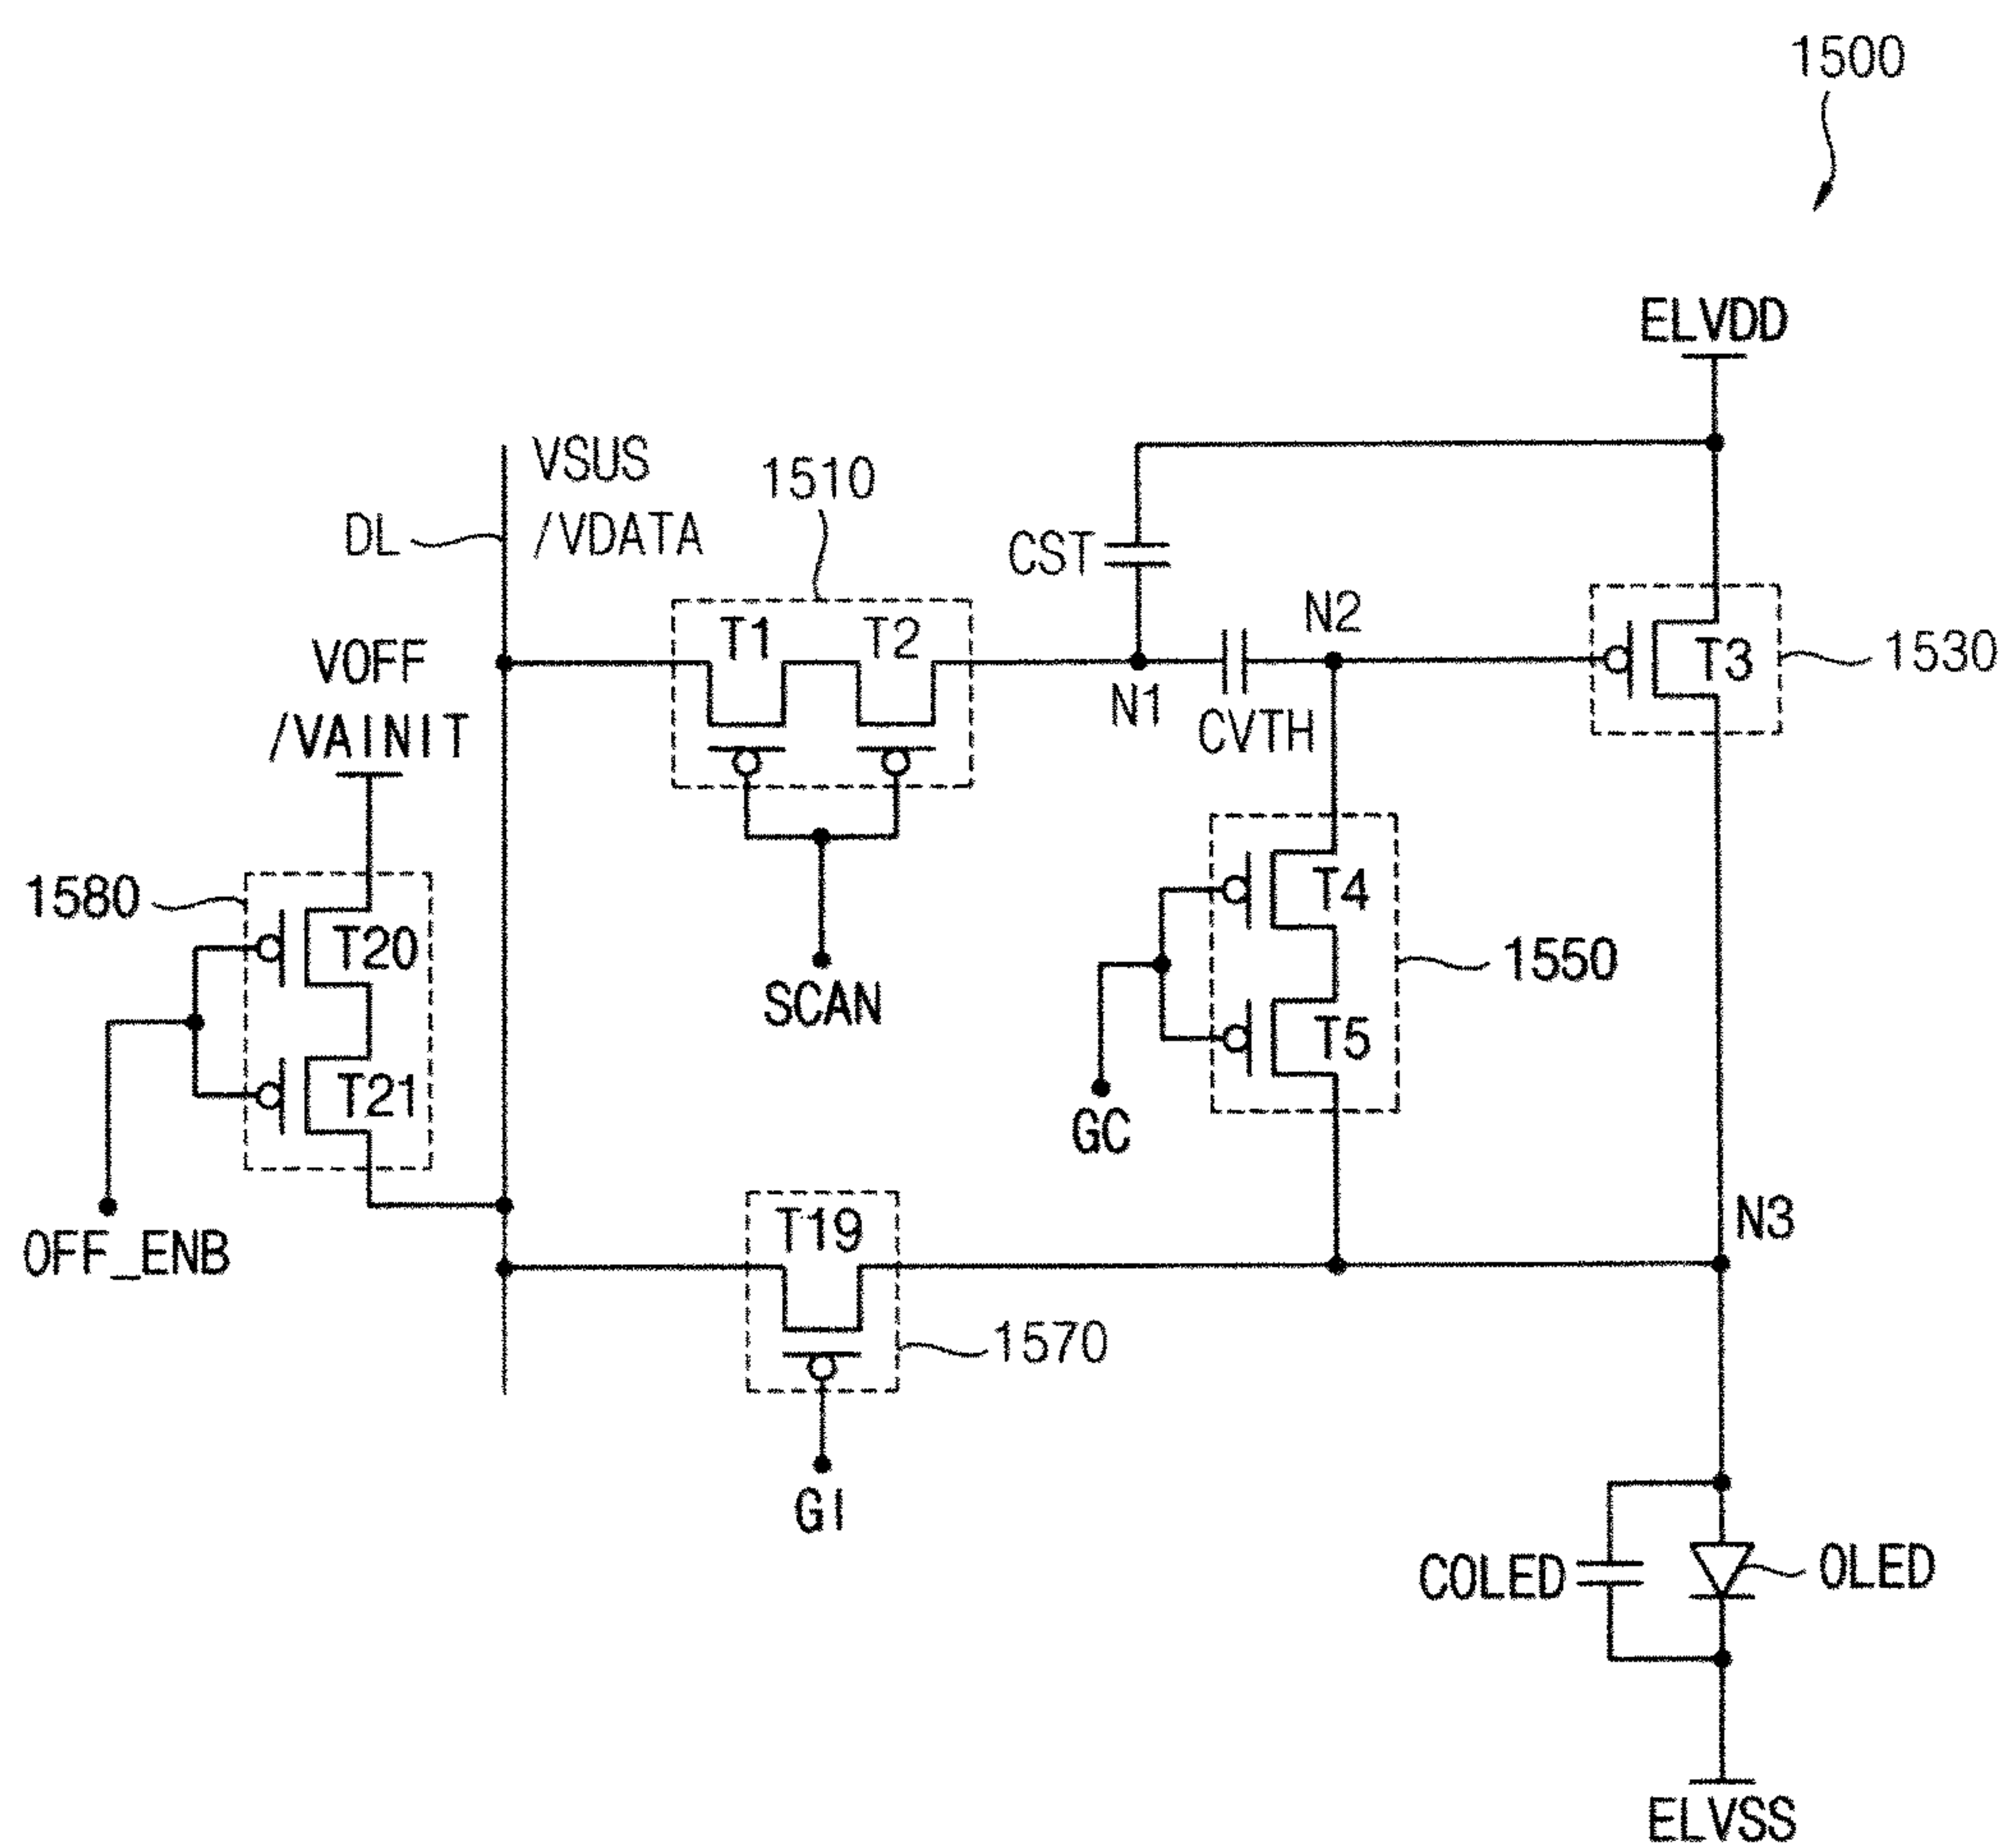 1500
ELVDD
VSUS
/VDATA
DL
1510
CST
N2
VOFF
/VAINIT
T1
T2
N1
CVTH
T3
1530
1580
T20
T21
OFF_ENB
SCAN
T4
T5
1550
GC
T19
N3
1570
GI
COLED
OLED
ELVSS